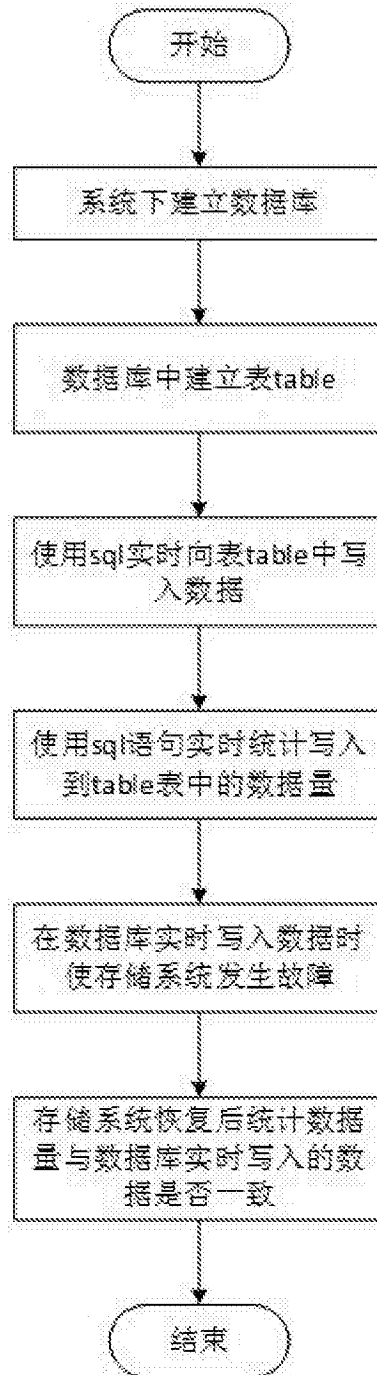 开始
系统下建立数据库
数据库中建立表table
使用sql实时向表table中写
入数据
使用sql语句实时统计写入
到table表中的数据量
在数据库实时写入数据时
使存储系统发生故障
存储系统恢复后统计数据
量与数据库实时写入的数
据是否一致
结束